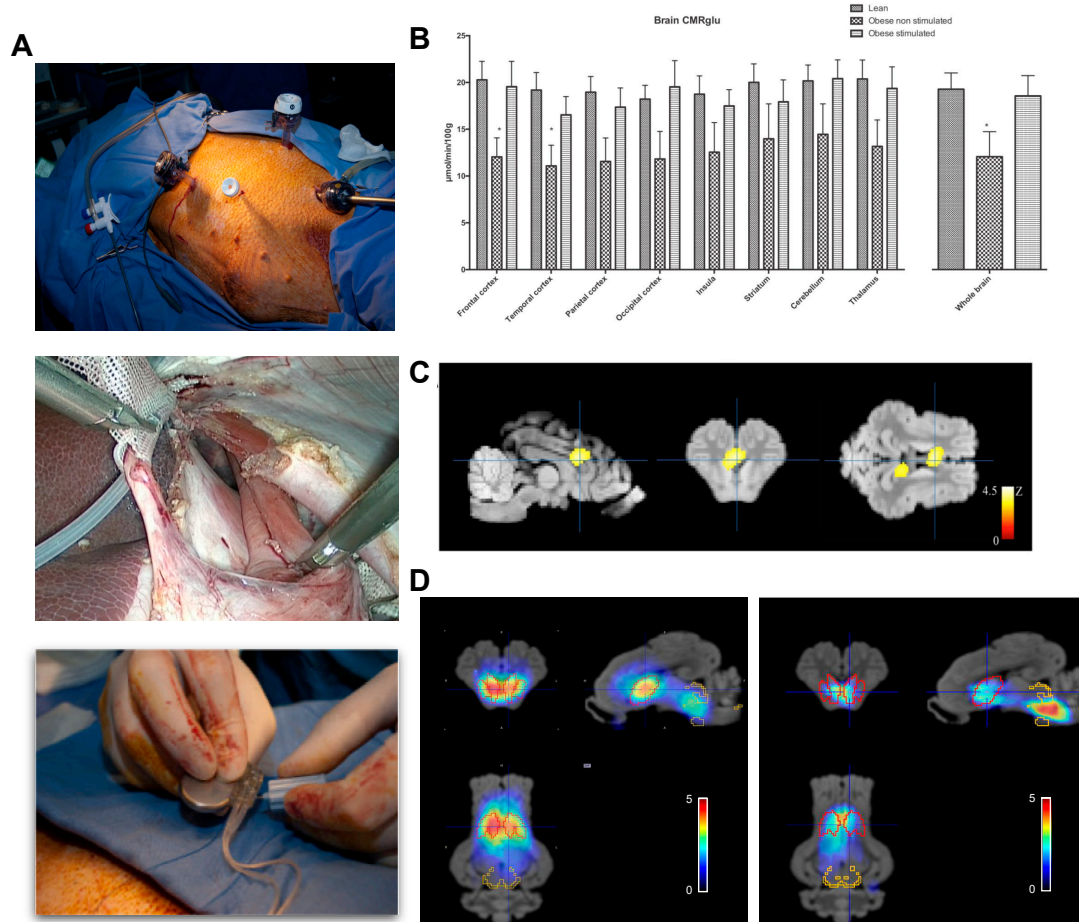 A
B
Brain CMRglu
Lean
Obese non stimulated
Obese stimulated
µmol/min/100g
25
20
15
10
5
0
*
*
*
Frontal cortex
Temporal cortex
Parietal cortex
Occipital cortex
Insula
Striatum
Cerebellum
Thalamus
Whole brain
C
4.5 Z
0
D
5
0
5
0